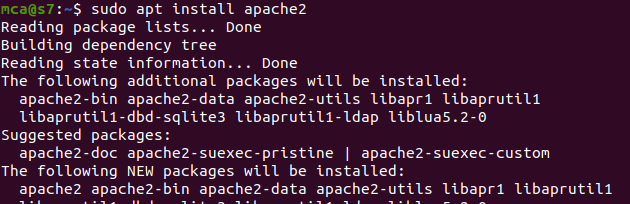 mca@s7:~$ sudo apt install apache2
Reading package lists... Done
Building dependency tree
Reading state information... Done
The following additional packages will be installed:
  apache2-bin apache2-data apache2-utils libapr1 libaprutil1
  libaprutil1-dbd-sqlite3 libaprutil1-ldap liblua5.2-0
Suggested packages:
  apache2-doc apache2-suexec-pristine | apache2-suexec-custom
The following NEW packages will be installed:
  apache2 apache2-bin apache2-data apache2-utils libapr1 libaprutil1